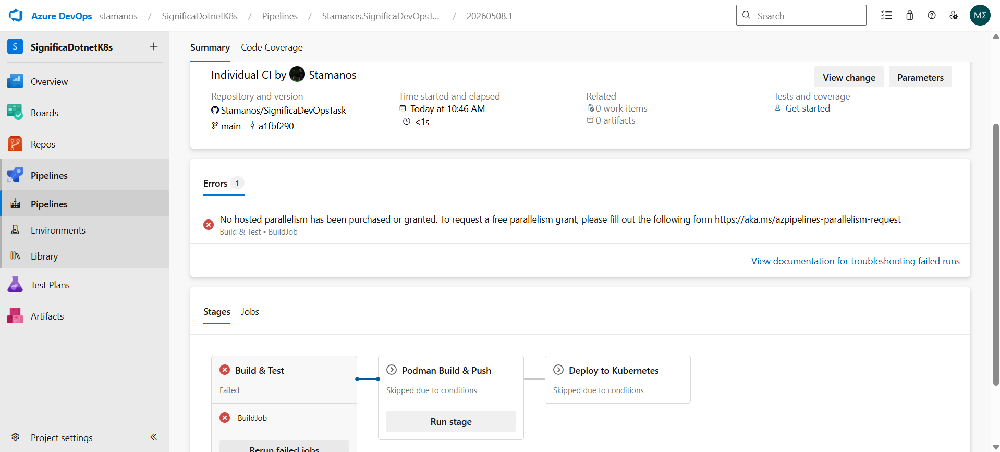 Azure DevOps stamanos / SignificaDotnetK8s / Pipelines / Stamanos.SignificaDevOpsT... / 20260508.1 Search ΜΣ
S SignificaDotnetK8s
Overview
Boards
Repos
Pipelines
Pipelines
Environments
Library
Test Plans
Artifacts
Project settings
Summary Code Coverage
Individual CI by Stamanos
View change Parameters
Repository and version
Stamanos/SignificaDevOpsTask
main a1fbf290
Time started and elapsed
Today at 10:46 AM
<1s
Related
0 work items
0 artifacts
Tests and coverage
Get started
Errors 1
No hosted parallelism has been purchased or granted. To request a free parallelism grant, please fill out the following form https://aka.ms/azpipelines-parallelism-request
Build & Test • BuildJob
View documentation for troubleshooting failed runs
Stages Jobs
Build & Test
Failed
BuildJob
Rerun failed jobs
Podman Build & Push
Skipped due to conditions
Run stage
Deploy to Kubernetes
Skipped due to conditions